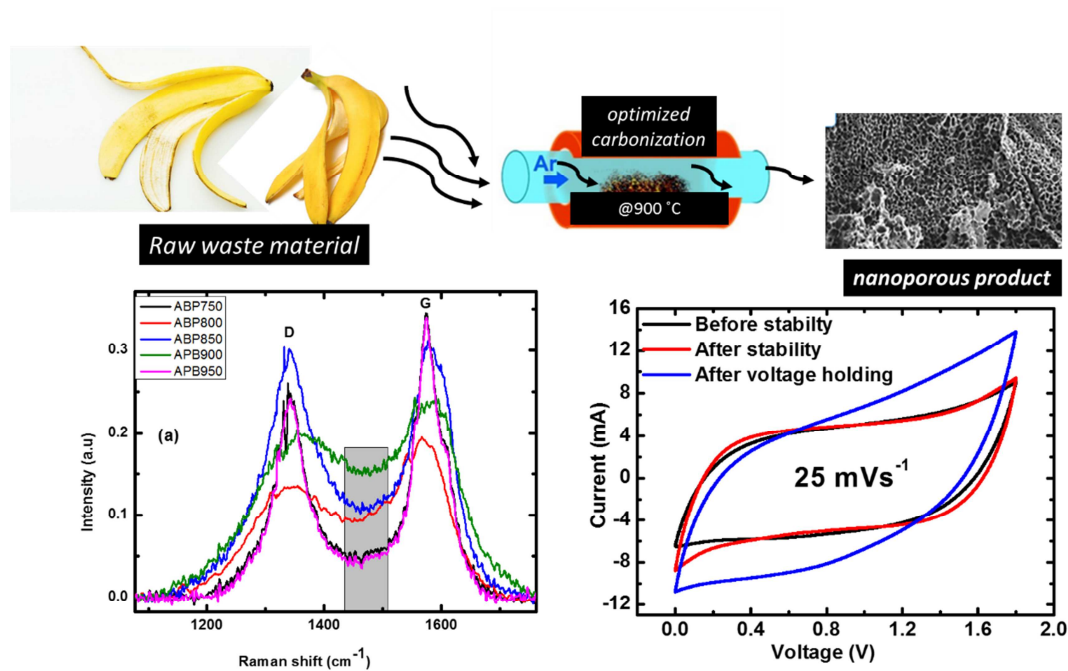 optimized
carbonization
Ar
@900 ˚C
Raw waste material
nanoporous product
ABP750
ABP800
ABP850
APB900
APB950
D
G
(a)
0.3
0.2
0.1
0.0
Intensity (a.u)
1200
1400
1600
Raman shift (cm⁻¹)
16
12
8
4
0
-4
-8
-12
Current (mA)
Before stabilty
After stability
After voltage holding
25 mVs⁻¹
0.0
0.4
0.8
1.2
1.6
2.0
Voltage (V)